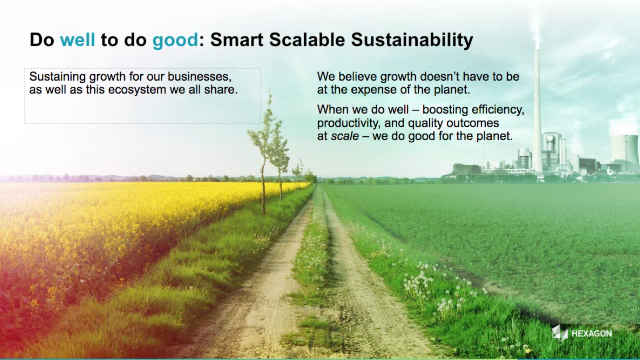 Do well to do good: Smart Scalable Sustainability
Sustaining growth for our businesses,
as well as this ecosystem we all share.
We believe growth doesn't have to be
at the expense of the planet.
When we do well – boosting efficiency,
productivity, and quality outcomes
at scale – we do good for the planet.
HEXAGON